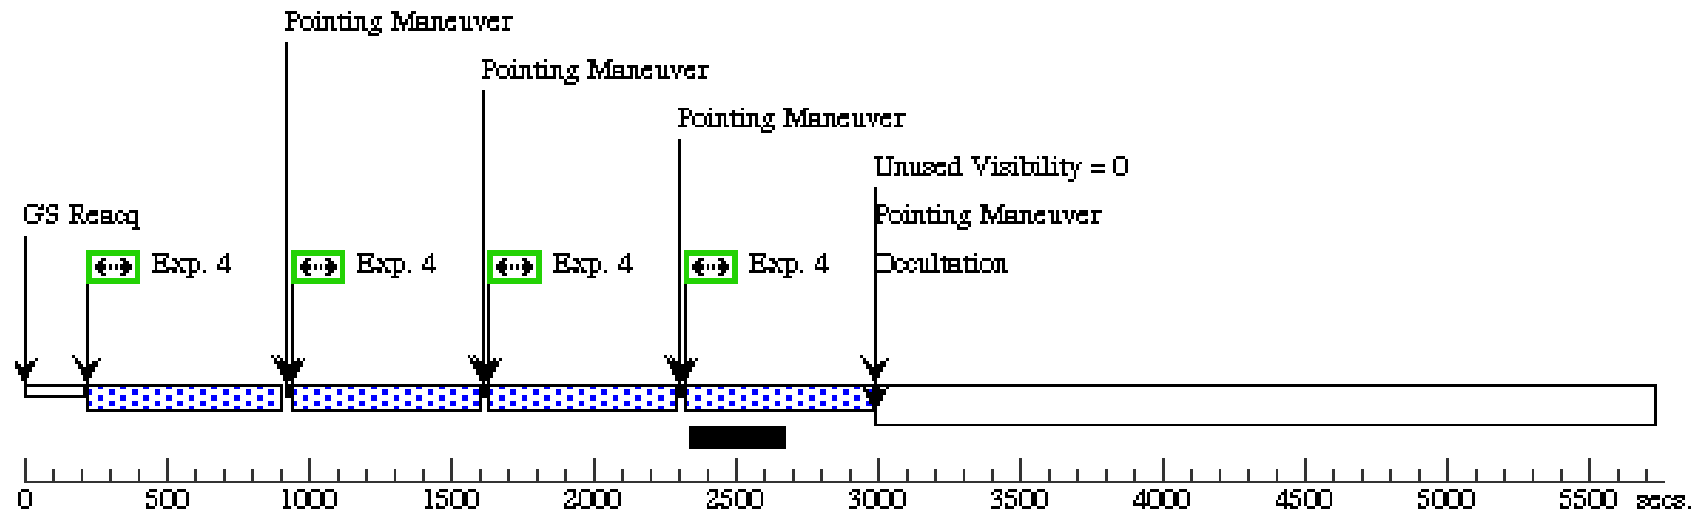 Pointing Maneuver
Pointing Maneuver
Pointing Maneuver
Unused Visibility = 0
GS Reacq
Pointing Maneuver
Exp. 4 Exp. 4 Exp. 4 Exp. 4 Occultation
0 500 1000 1500 2000 2500 3000 3500 4000 4500 5000 5500 secs.